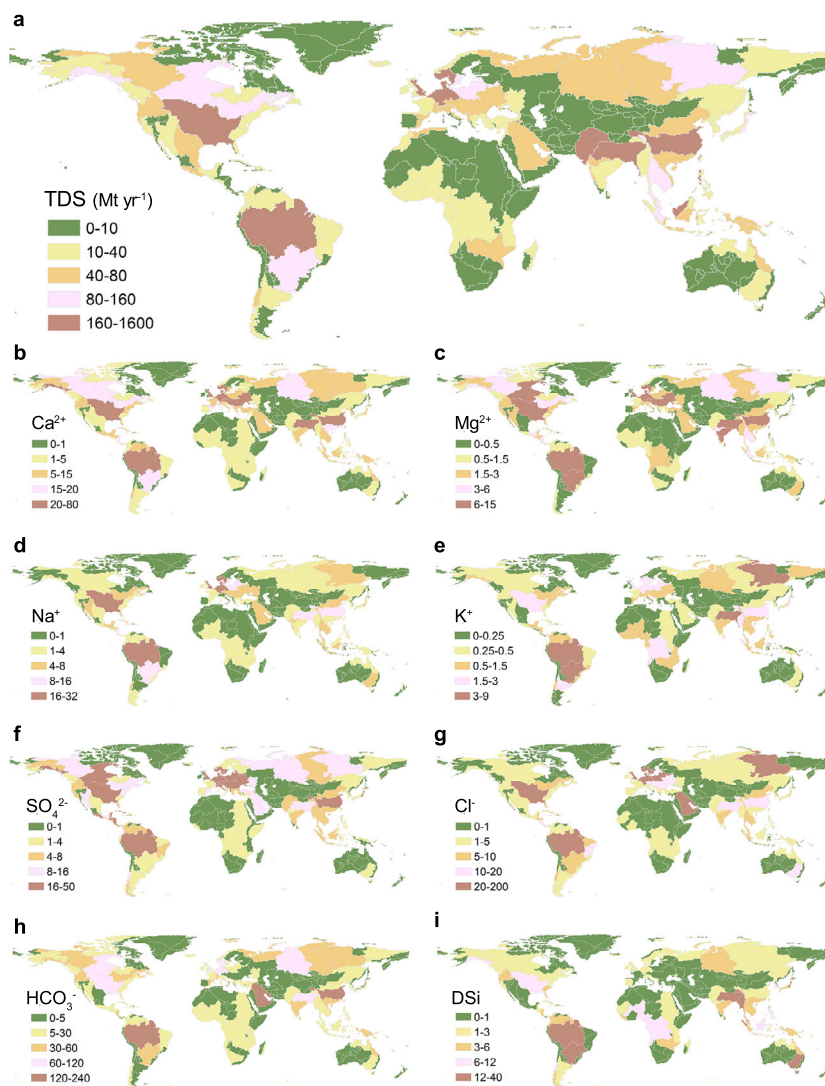 a
TDS (Mt yr⁻¹)
0-10
10-40
40-80
80-160
160-1600
b
Ca²⁺
0-1
1-5
5-15
15-20
20-80
c
Mg²⁺
0-0.5
0.5-1.5
1.5-3
3-6
6-15
d
Na⁺
0-1
1-4
4-8
8-16
16-32
e
K⁺
0-0.25
0.25-0.5
0.5-1.5
1.5-3
3-9
f
SO₄²⁻
0-1
1-4
4-8
8-16
16-50
g
Cl⁻
0-1
1-5
5-10
10-20
20-200
h
HCO₃⁻
0-5
5-30
30-60
60-120
120-240
i
DSi
0-1
1-3
3-6
6-12
12-40